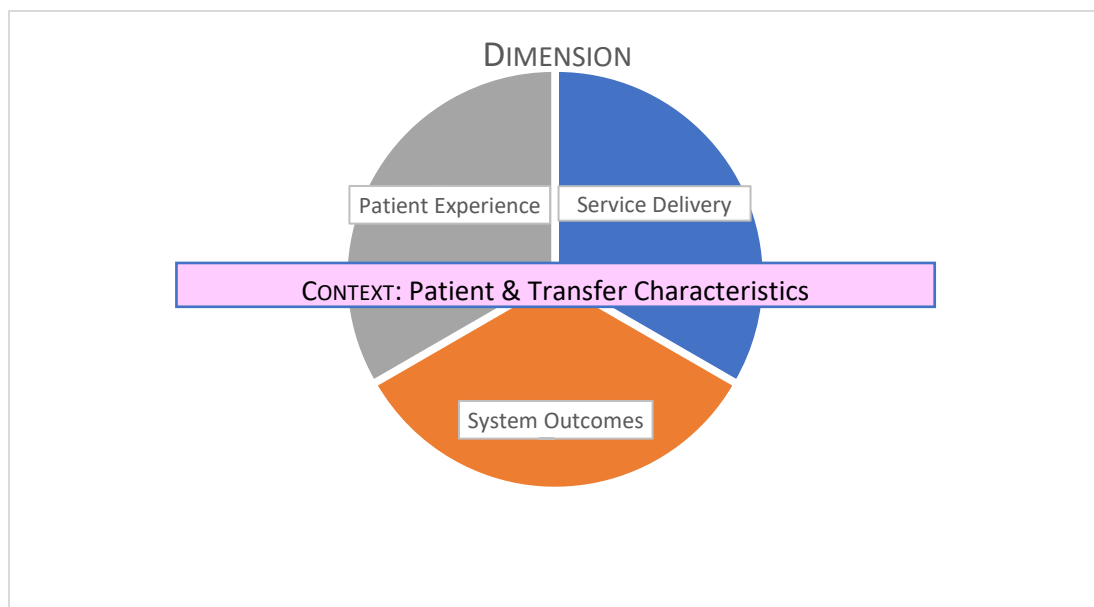 DIMENSION
Patient Experience
Service Delivery
CONTEXT: Patient & Transfer Characteristics
System Outcomes